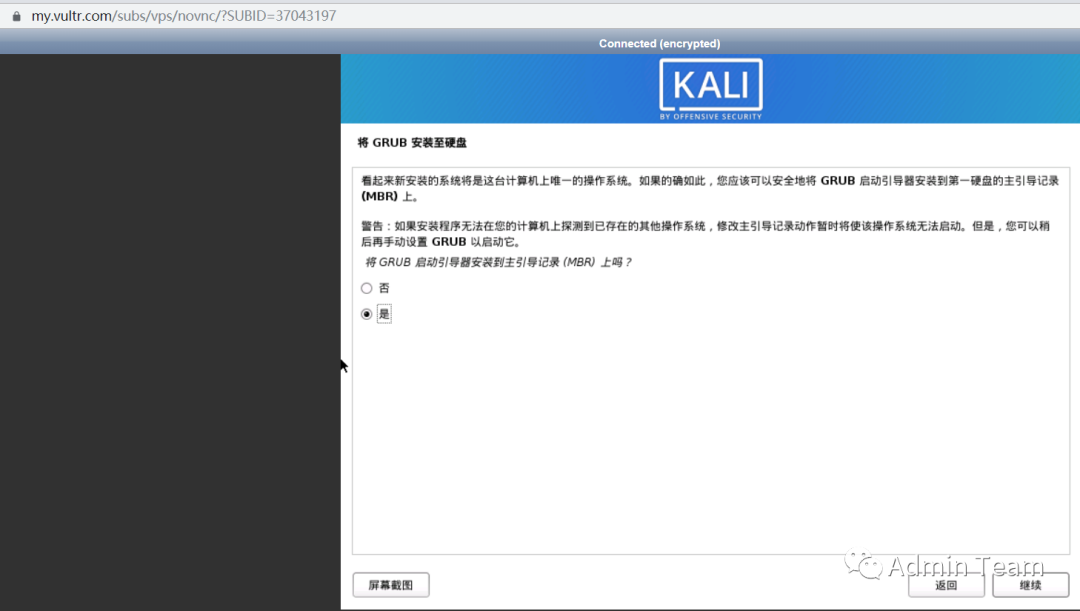 my.vultr.com/subs/vps/novnc/?SUBID=37043197
Connected (encrypted)
KALI
BY OFFENSIVE SECURITY
将 GRUB 安装至硬盘
看起来新安装的系统将是这台计算机上唯一的操作系统。如果的确如此，您应该可以安全地将 GRUB 启动引导器安装到第一硬盘的主引导记录
(MBR) 上。
警告：如果安装程序无法在您的计算机上探测到已存在的其他操作系统，修改主引导记录动作暂时将使该操作系统无法启动。但是，您可以稍
后再手动设置 GRUB 以启动它。
将 GRUB 启动引导器安装到主引导记录 (MBR) 上吗？
否
是
Admin Team
屏幕截图
返回
继续